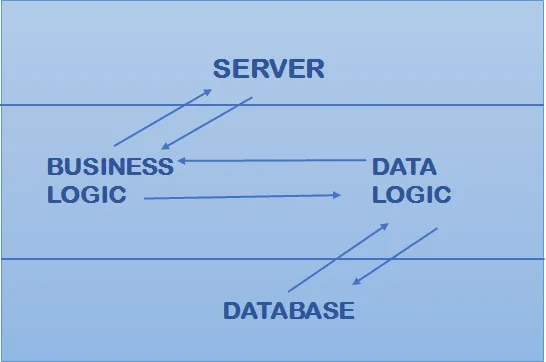 SERVER
BUSINESS
LOGIC
DATA
LOGIC
DATABASE